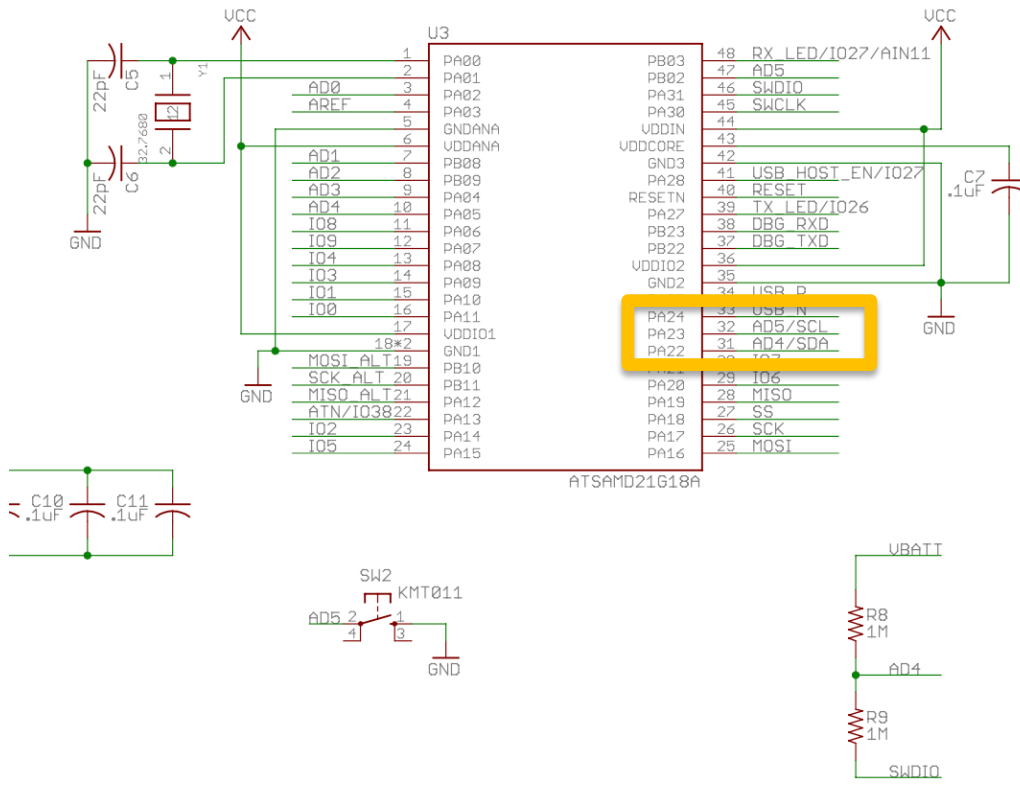 VCC
VCC
U3
1 PA00
2 PA01
AD0 3 PA02
AREF 4 PA03
5 GNDANA
6 VDDANA
AD1 7 PB08
AD2 8 PB09
AD3 9 PA04
AD4 10 PA05
IO8 11 PA06
IO9 12 PA07
IO4 13 PA08
IO3 14 PA09
IO1 15 PA10
IO0 16 PA11
17 VDDIO1
18*2 GND1
MOSI_ALT 19 PB10
SCK_ALT 20 PB11
MISO_ALT 21 PA12
ATN/IO38 22 PA13
IO2 23 PA14
IO5 24 PA15
PB03 48 RX_LED/IO27/AIN11
PB02 47 AD5
PA31 46 SWDIO
PA30 45 SWCLK
VDDIN 44
VDDCORE 43
GND3 42
PA28 41 USB_HOST_EN/IO27
RESETN 40 RESET
PA27 39 TX_LED/IO26
PB23 38 DBG_RXD
PB22 37 DBG_TXD
VDDIO2 36
GND2 35
34 USB_P
PA24 33 USB_N
PA23 32 AD5/SCL
PA22 31 AD4/SDA
PA21 IO7
PA20 29 IO6
PA19 28 MISO
PA18 27 SS
PA17 26 SCK
PA16 25 MOSI
ATSAMD21G18A
22pF
C5
1
Y1
12
32.7680
2
22pF
C6
GND
GND
C7
.1uF
GND
C10
.1uF
C11
.1uF
SW2
KMT011
AD5 2 1
4 3
GND
VBATT
R8
1M
AD4
R9
1M
SWDIO